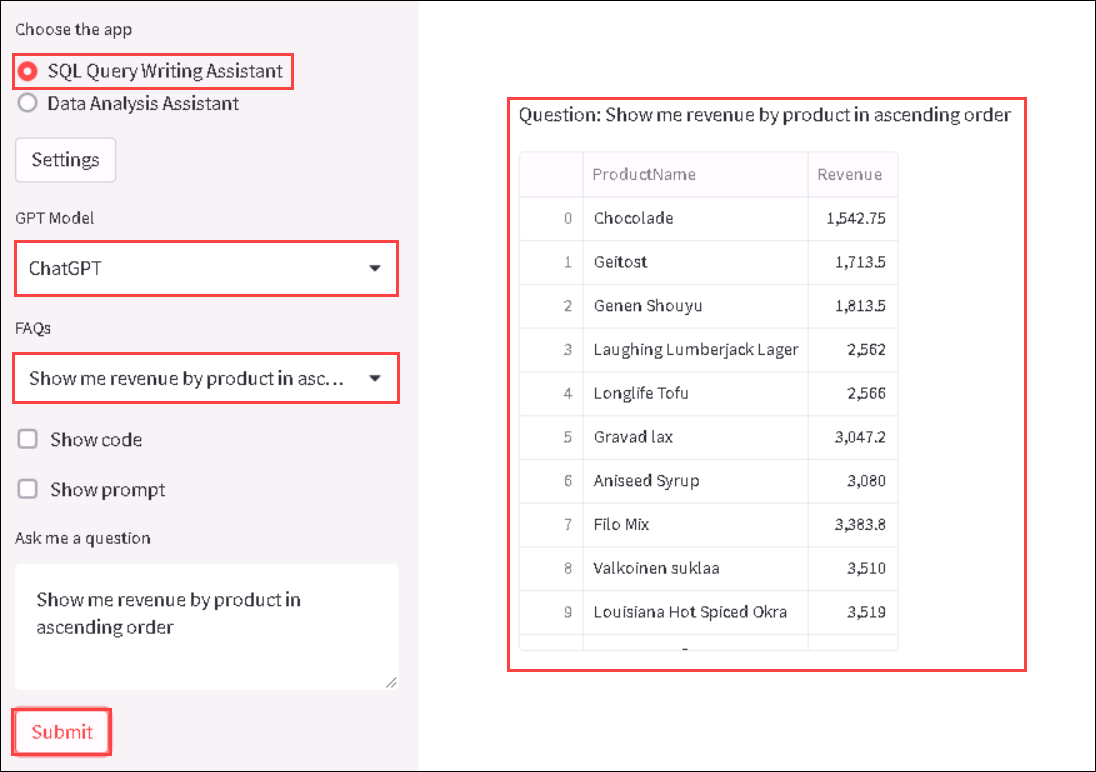 Choose the app
SQL Query Writing Assistant
Data Analysis Assistant
Settings
GPT Model
ChatGPT
FAQs
Show me revenue by product in asc...
Show code
Show prompt
Ask me a question
Show me revenue by product in
ascending order
Submit
Question: Show me revenue by product in ascending order
ProductName Revenue
0 Chocolade 1,542.75
1 Geitost 1,713.5
2 Genen Shouyu 1,813.5
3 Laughing Lumberjack Lager 2,562
4 Longlife Tofu 2,566
5 Gravad lax 3,047.2
6 Aniseed Syrup 3,080
7 Filo Mix 3,383.8
8 Valkoinen suklaa 3,510
9 Louisiana Hot Spiced Okra 3,519